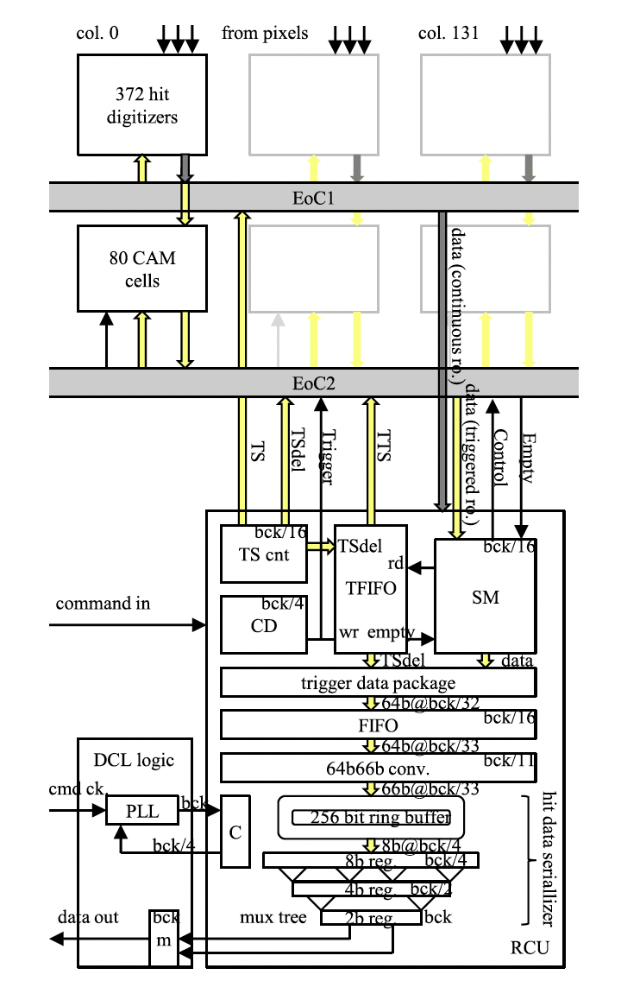 col. 0
from pixels
col. 131
372 hit
digitizers
EoC1
80 CAM
cells
data (continuous ro.)
EoC2
TS
TSdel
Trigger
TTS
data (triggered ro.)
Control
Empty
bck/16
TS cnt
TSdel
rd
TFIFO
bck/16
SM
command in
bck/4
CD
wr empty
TSdel
data
trigger data package
64b@bck/32
FIFO
bck/16
64b@bck/33
64b66b conv.
bck/11
66b@bck/33
DCL logic
cmd ck.
PLL
bck
C
bck/4
256 bit ring buffer
8b@bck/4
8b reg.
bck/4
4b reg.
bck/2
2b reg.
bck
hit data seriallizer
mux tree
data out
bck
m
RCU